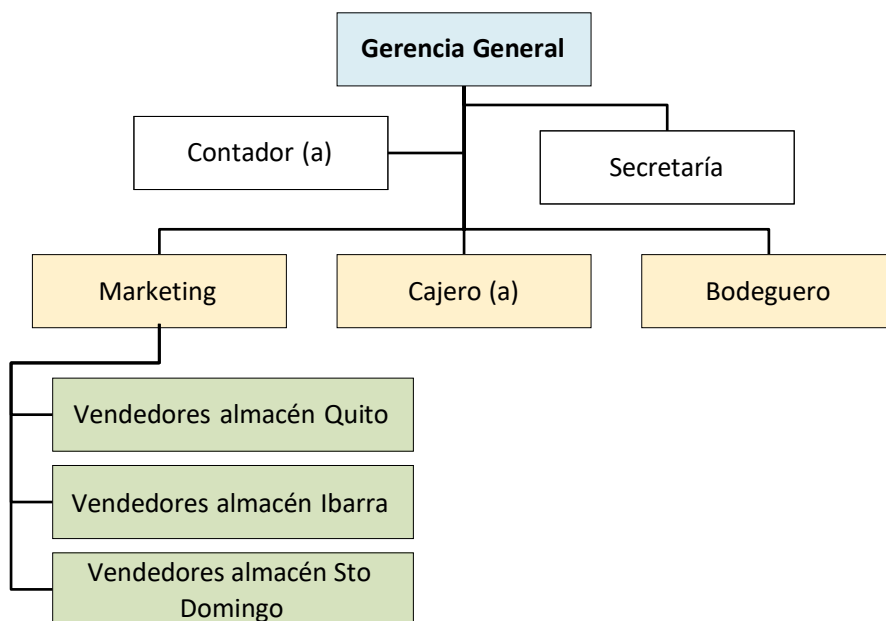 Gerencia General
Contador (a)
Secretaría
Marketing
Cajero (a)
Bodeguero
Vendedores almacén Quito
Vendedores almacén Ibarra
Vendedores almacén Sto
Domingo